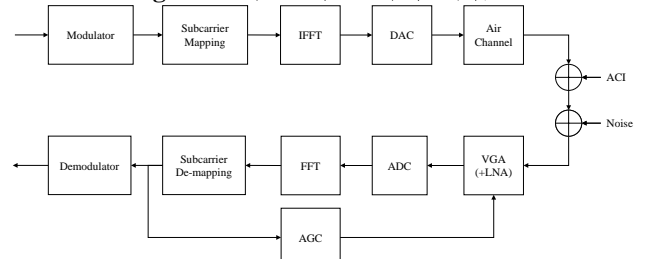 Modulator
Subcarrier
Mapping
IFFT
DAC
Air
Channel
ACI
Noise
Demodulator
Subcarrier
De-mapping
FFT
ADC
VGA
(+LNA)
AGC